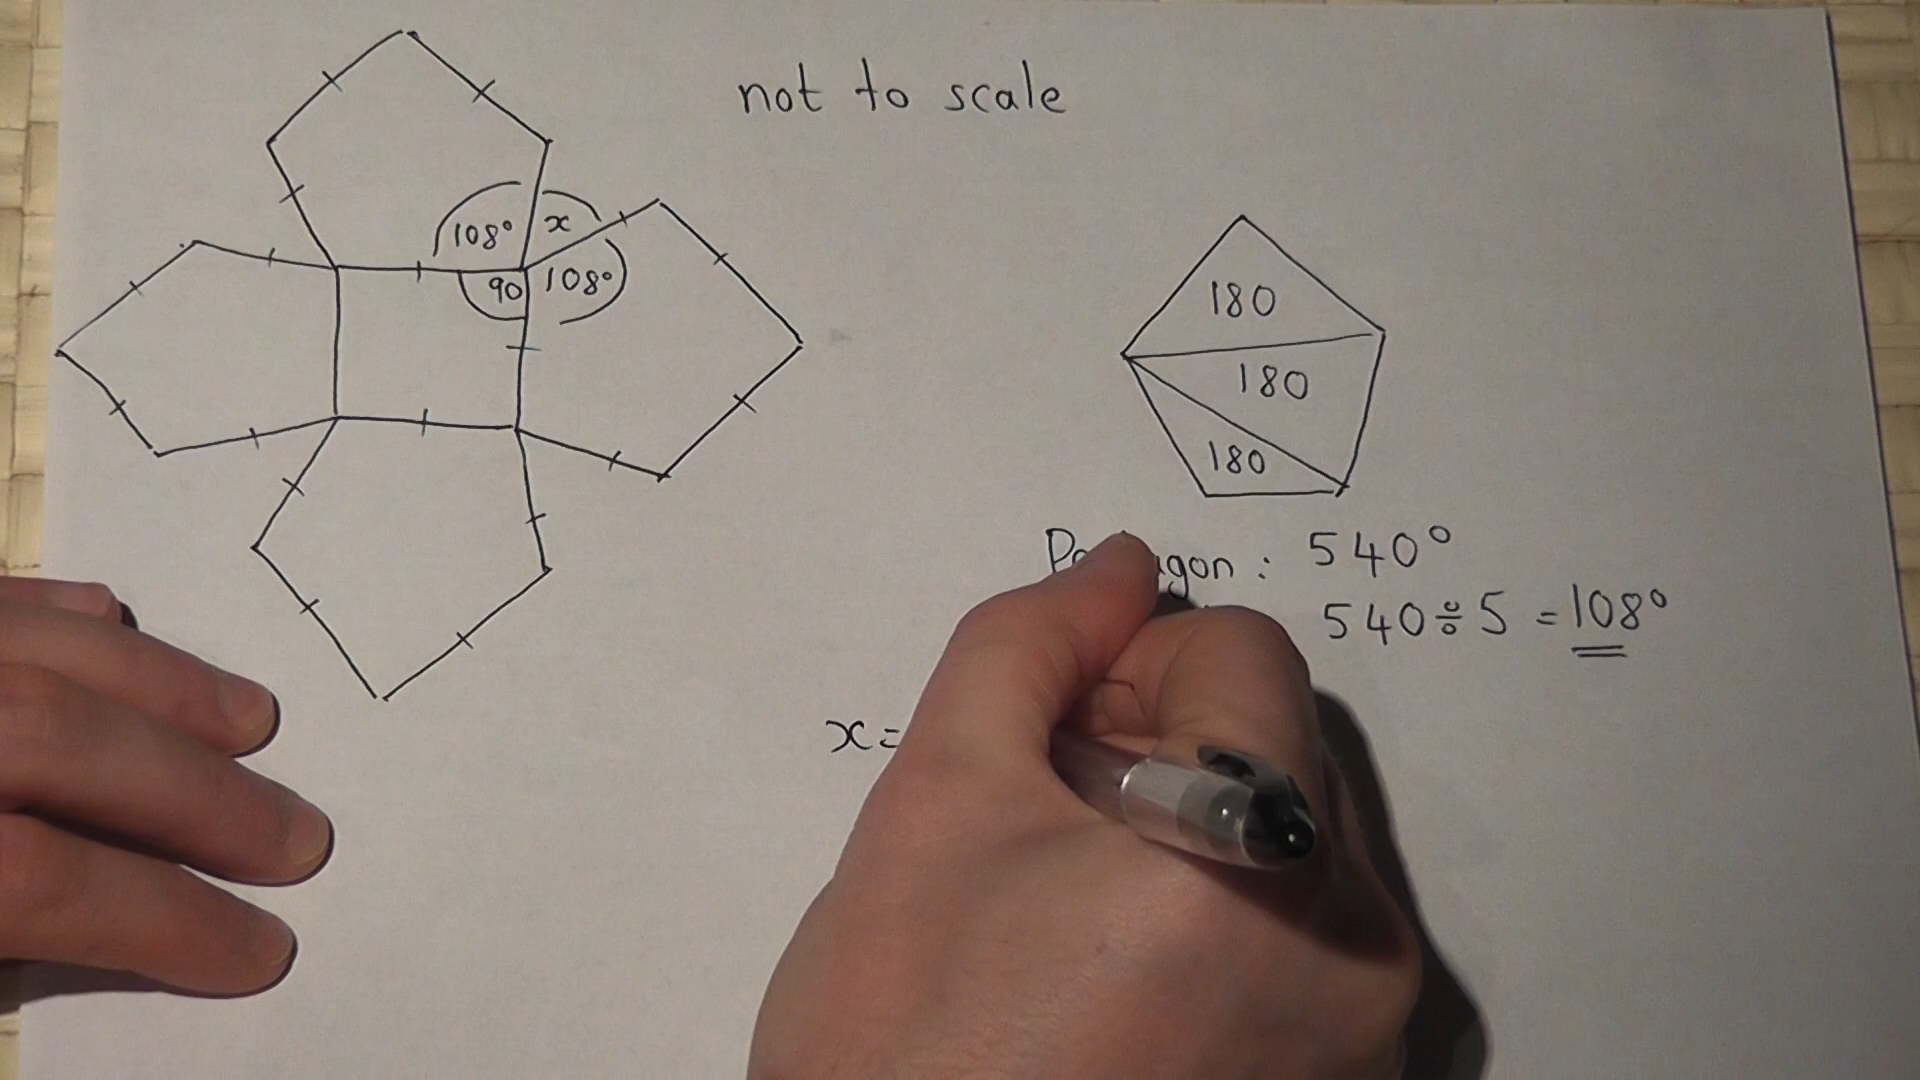 not to scale
108° x
90 108°
180
180
180
: 540°
540÷5 = 108°
x=